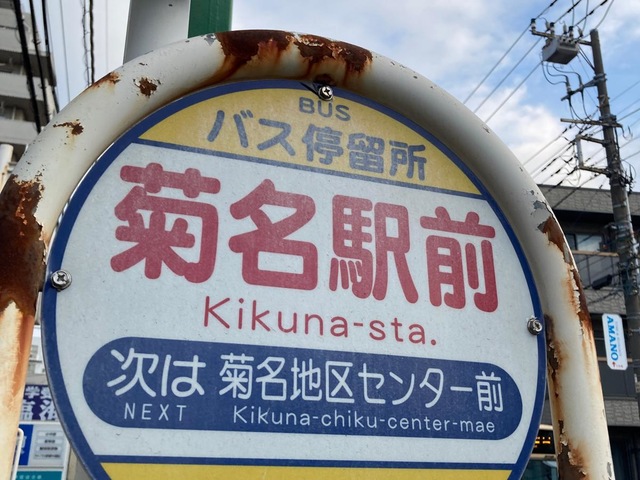 BUS
バス停留所
菊名駅前
Kikuna-sta.
次は 菊名地区センター前
NEXT Kikuna-chiku-center-mae
AMANO